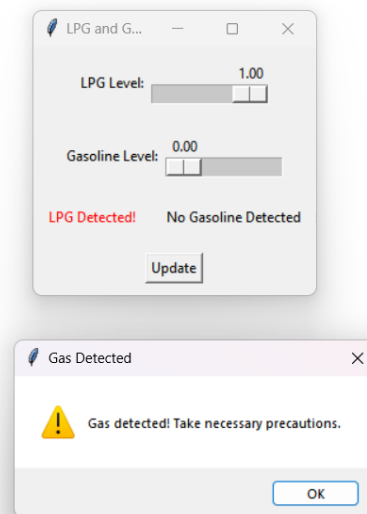 LPG and G...
1.00
LPG Level:
0.00
Gasoline Level:
LPG Detected! No Gasoline Detected
Update
Gas Detected
Gas detected! Take necessary precautions.
OK